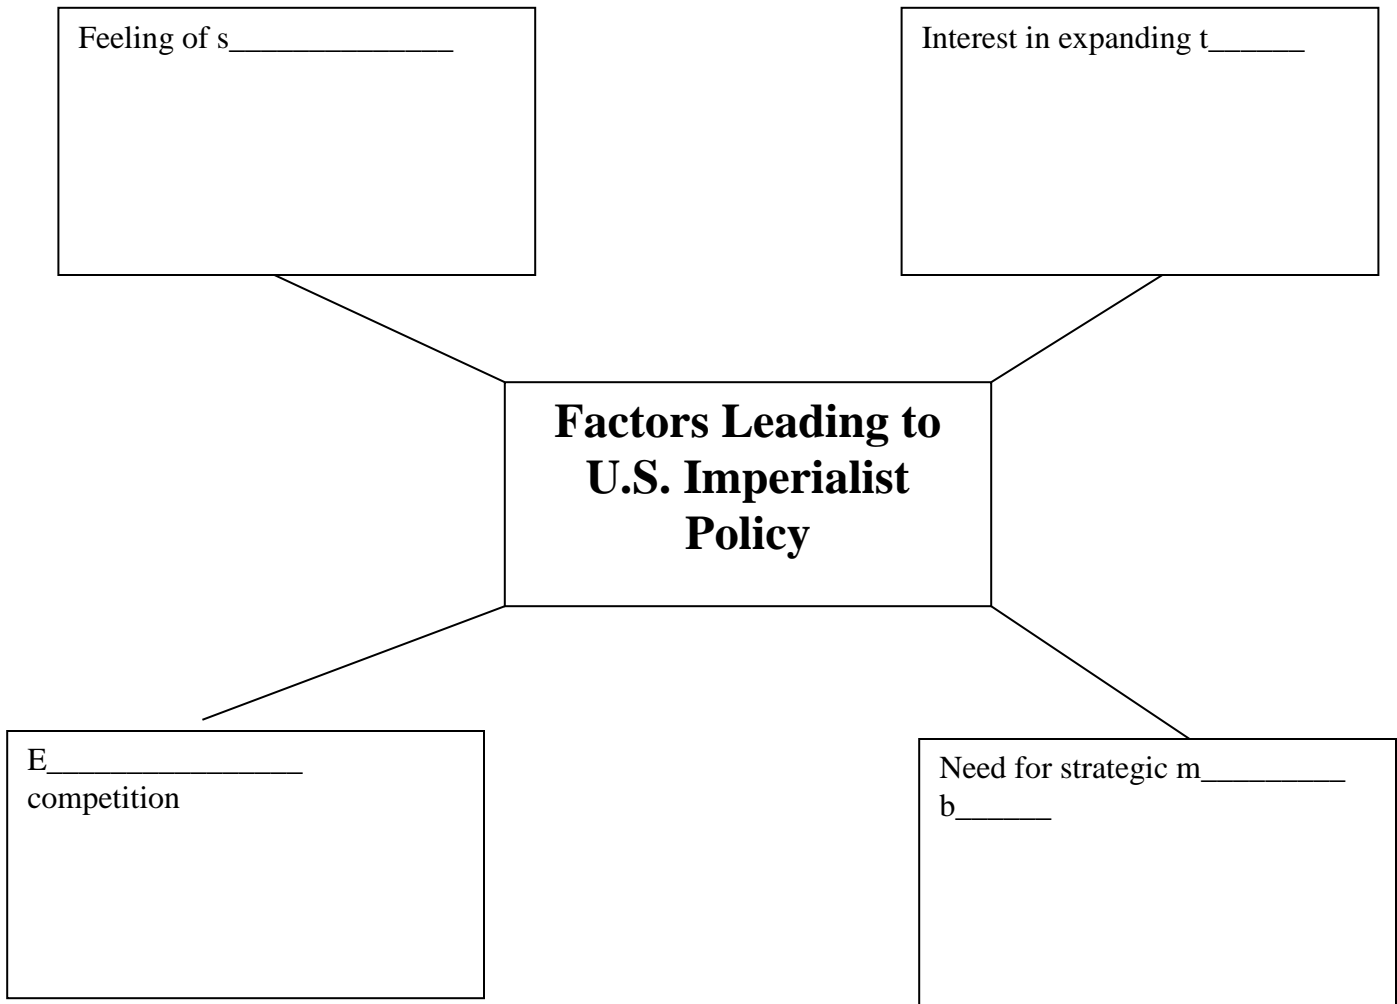 Feeling of s______________
Interest in expanding t______
Factors Leading to
U.S. Imperialist
Policy
E________________
competition
Need for strategic m_________
b______